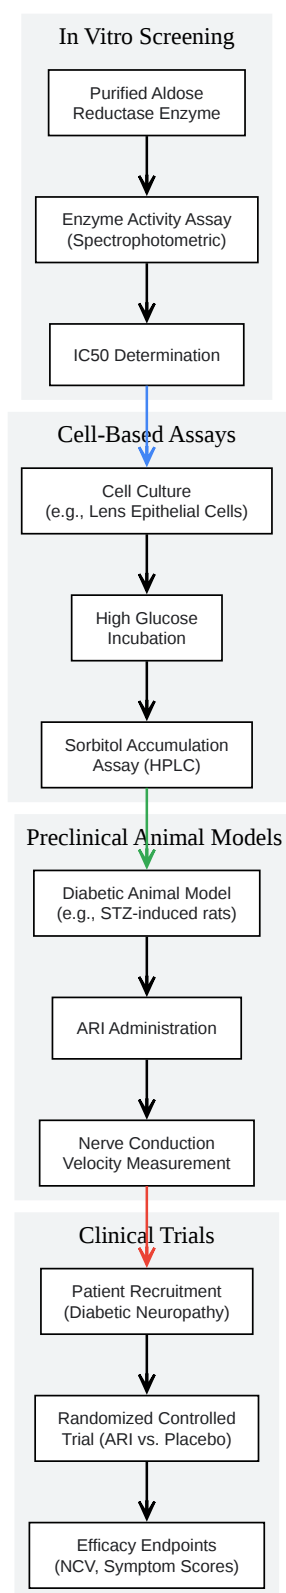 In Vitro Screening
Purified Aldose
Reductase Enzyme
Enzyme Activity Assay
(Spectrophotometric)
IC50 Determination
Cell-Based Assays
Cell Culture
(e.g., Lens Epithelial Cells)
High Glucose
Incubation
Sorbitol Accumulation
Assay (HPLC)
Preclinical Animal Models
Diabetic Animal Model
(e.g., STZ-induced rats)
ARI Administration
Nerve Conduction
Velocity Measurement
Clinical Trials
Patient Recruitment
(Diabetic Neuropathy)
Randomized Controlled
Trial (ARI vs. Placebo)
Efficacy Endpoints
(NCV, Symptom Scores)